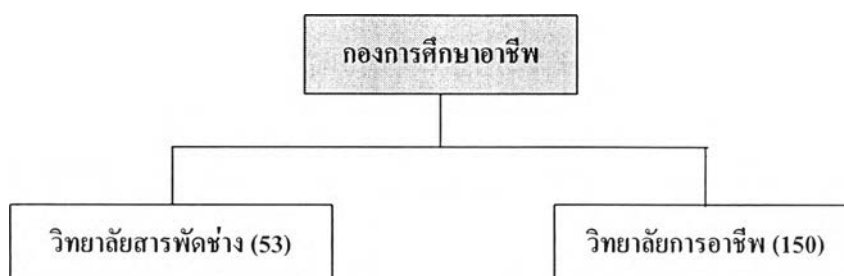 กองการศึกษาอาชีพ
วิทยาลัยสารพัดช่าง (53)
วิทยาลัยการอาชีพ (150)